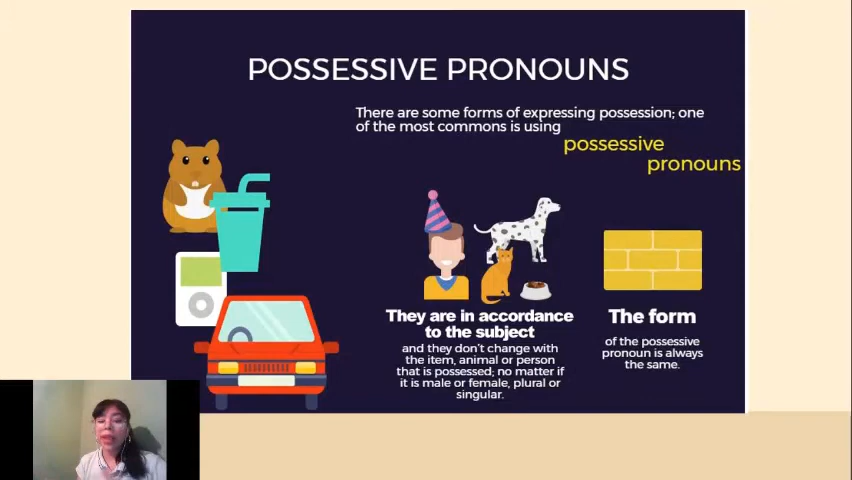 POSSESSIVE PRONOUNS
There are some forms of expressing possession; one
of the most commons is using
possessive
pronouns
They are in accordance
to the subject
and they don't change with
the item, animal or person
that is possessed; no matter if
it is male or female, plural or
singular.
The form
of the possessive
pronoun is always
the same.